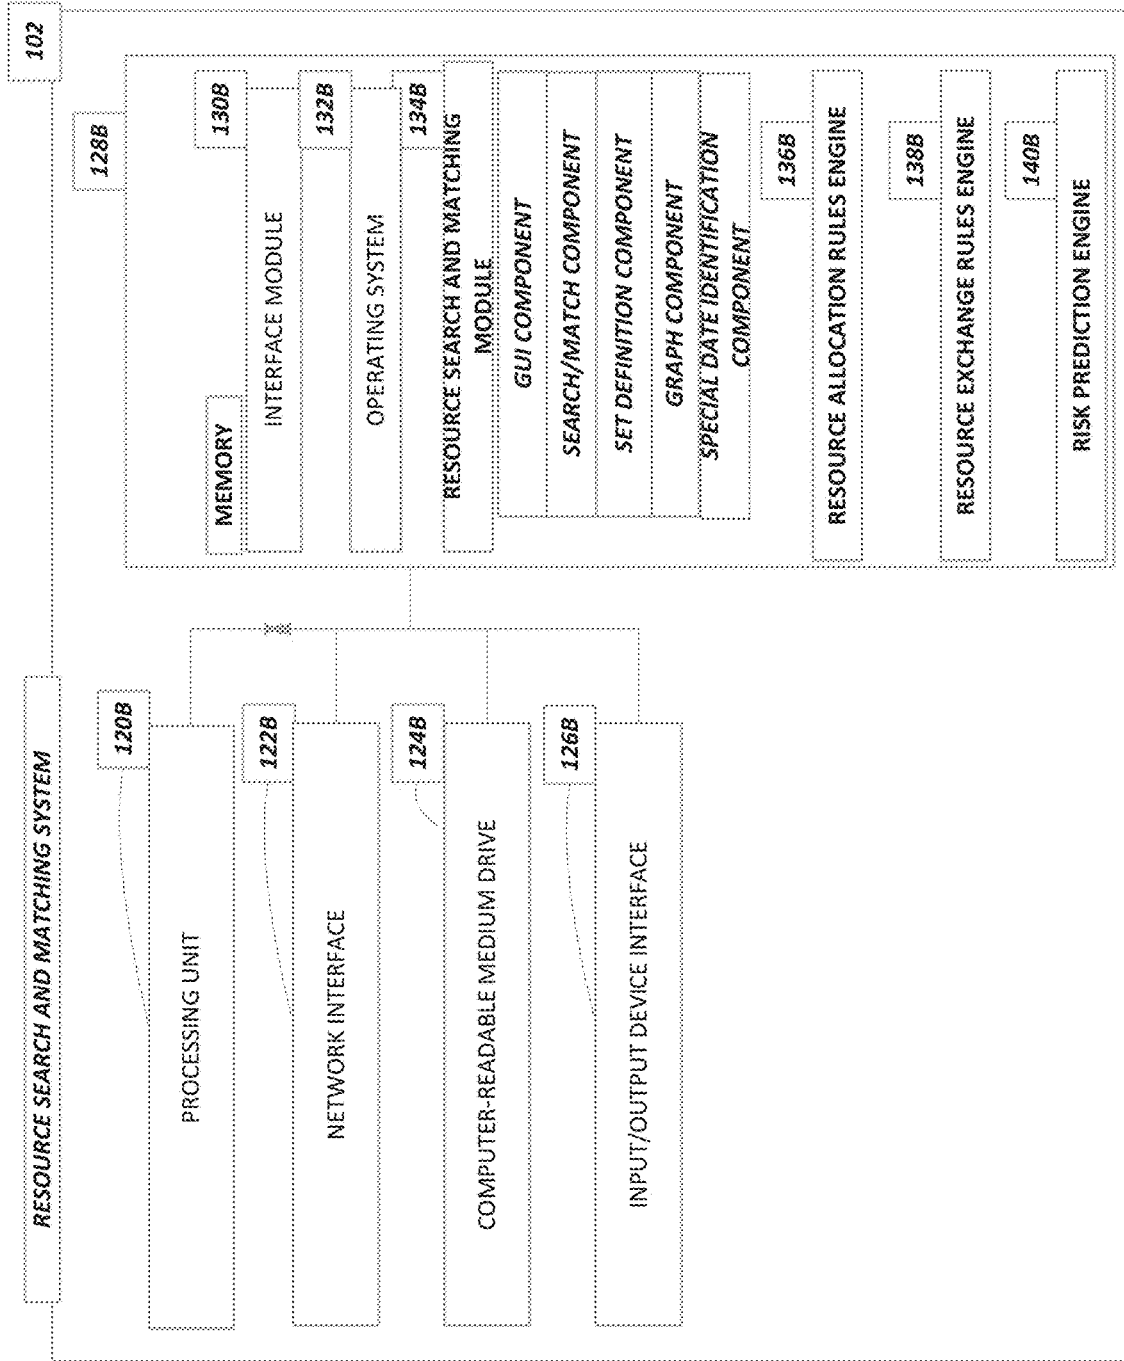 102
RESOURCE SEARCH AND MATCHING SYSTEM
120B
PROCESSING UNIT
122B
NETWORK INTERFACE
124B
COMPUTER-READABLE MEDIUM DRIVE
126B
INPUT/OUTPUT DEVICE INTERFACE
128B
MEMORY
130B
INTERFACE MODULE
132B
OPERATING SYSTEM
134B
RESOURCE SEARCH AND MATCHING
MODULE
GUI COMPONENT
SEARCH/MATCH COMPONENT
SET DEFINITION COMPONENT
GRAPH COMPONENT
SPECIAL DATE IDENTIFICATION
COMPONENT
136B
RESOURCE ALLOCATION RULES ENGINE
138B
RESOURCE EXCHANGE RULES ENGINE
140B
RISK PREDICTION ENGINE